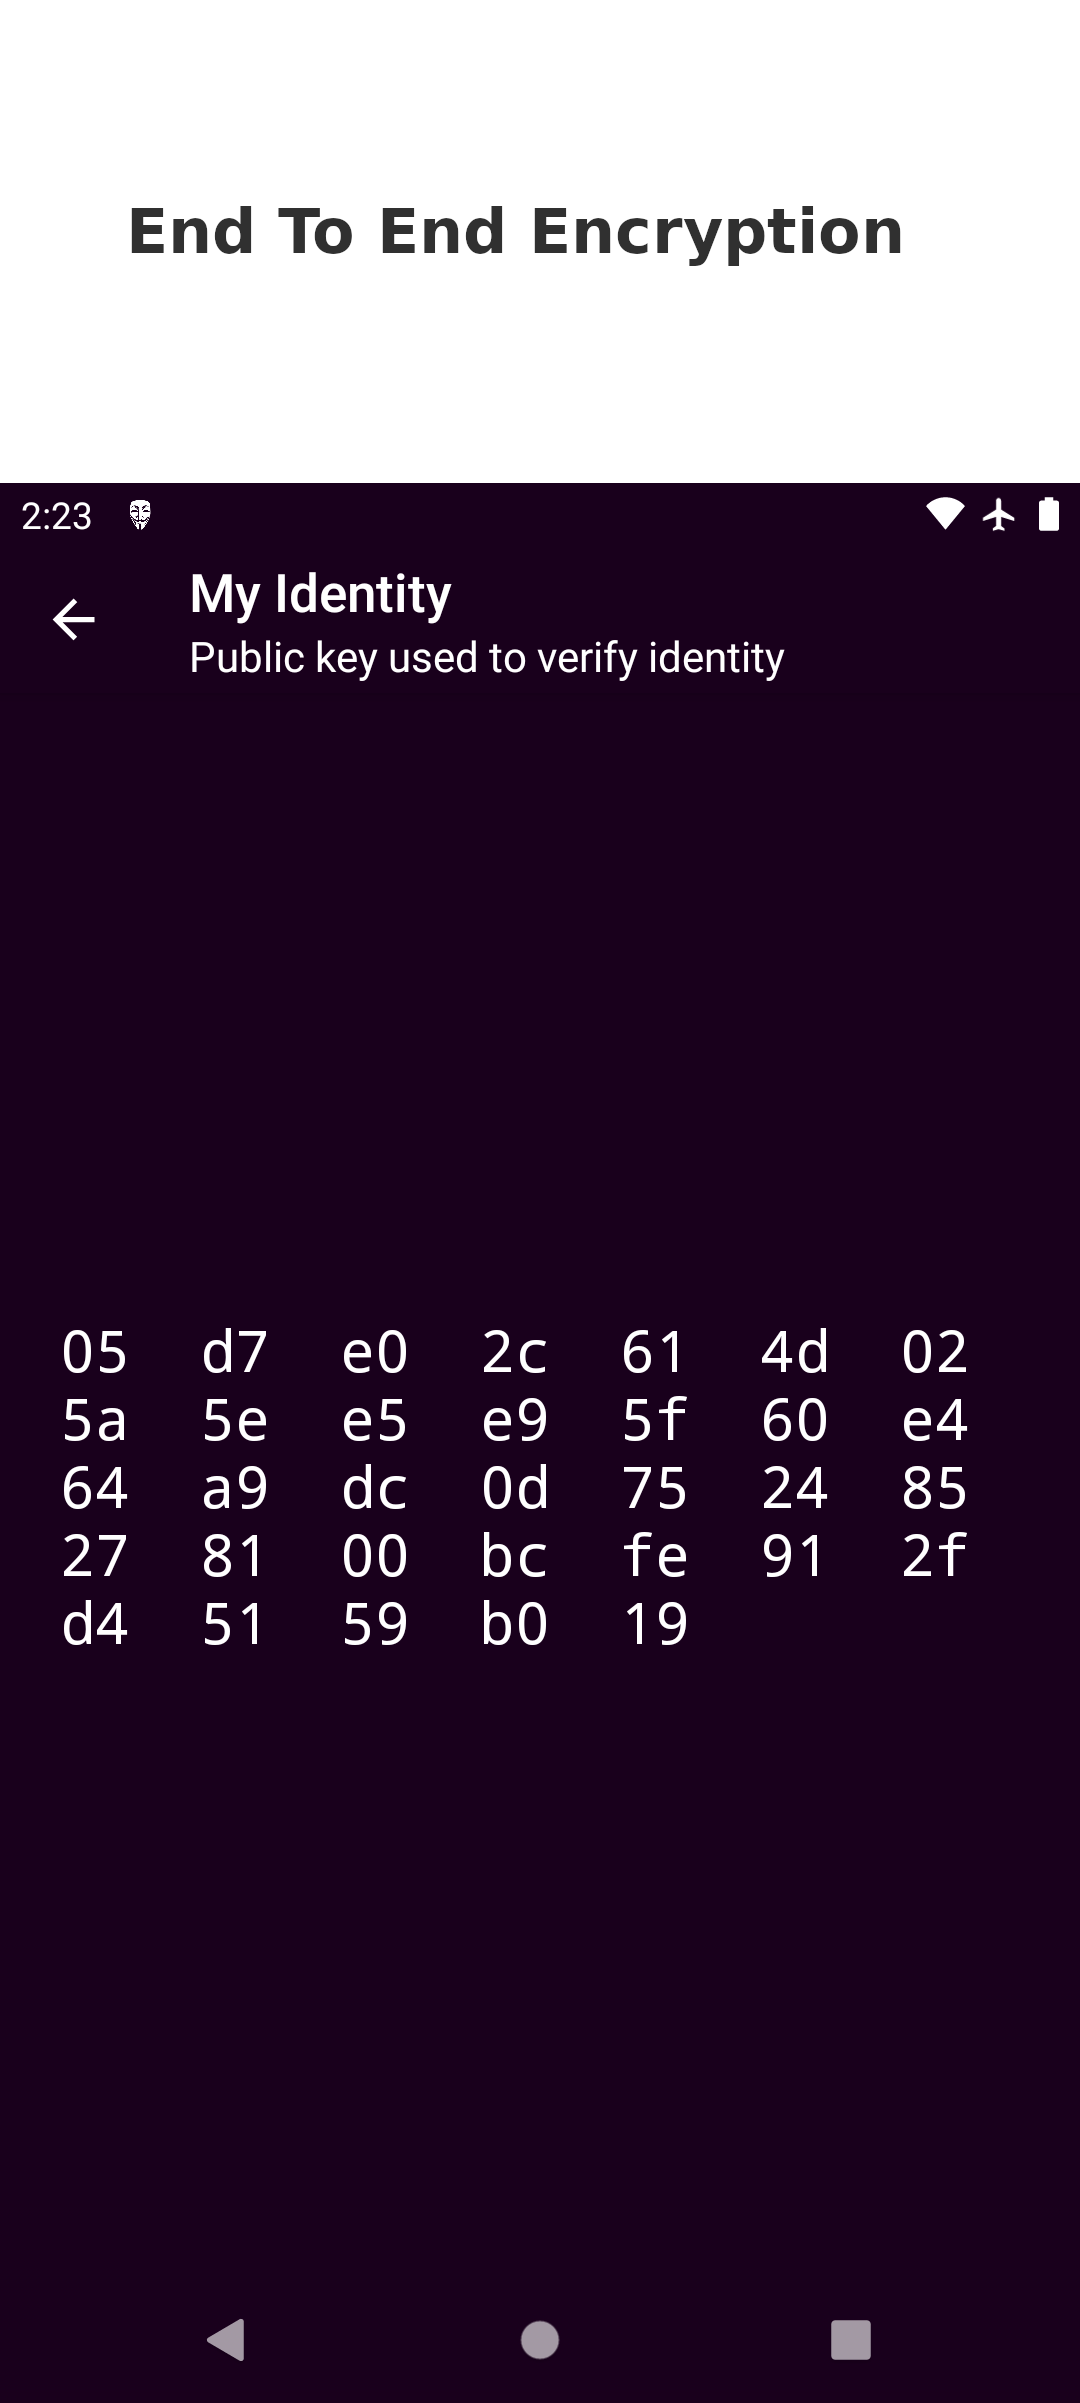 End To End Encryption
2:23
My Identity
Public key used to verify identity
05 d7 e0 2c 61 4d 02
5a 5e e5 e9 5f 60 e4
64 a9 dc 0d 75 24 85
27 81 00 bc fe 91 2f
d4 51 59 b0 19